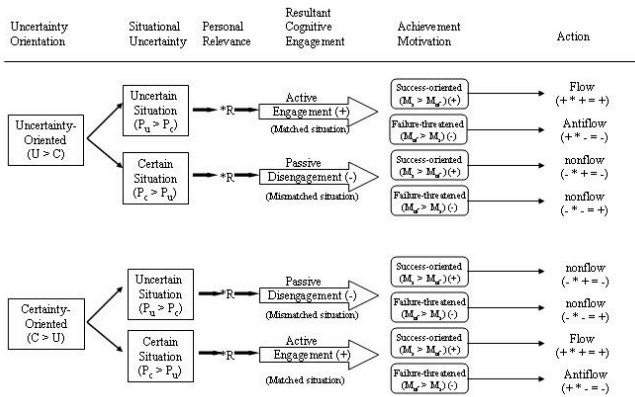 Uncertainty
Orientation
Situational
Uncertainty
Personal
Relevance
Resultant
Cognitive
Engagement
Achievement
Motivation
Action
Uncertainty-
Oriented
(U > C)
Uncertain
Situation
(Pu > Pc)
*R
Active
Engagement (+)
(Matched situation)
Success-oriented
(Ms > Maf) (+)
Flow
(+ * + = +)
Failure-threatened
(Maf > Ms) (-)
Antiflow
(+ * - = -)
Certain
Situation
(Pc > Pu)
*R
Passive
Disengagement (-)
(Mismatched situation)
Success-oriented
(Ms > Maf) (+)
nonflow
(- * + = -)
Failure-threatened
(Maf > Ms) (-)
nonflow
(- * - = +)
Certainty-
Oriented
(C > U)
Uncertain
Situation
(Pu > Pc)
*R
Passive
Disengagement (-)
(Mismatched situation)
Success-oriented
(Ms > Maf) (+)
nonflow
(- * + = -)
Failure-threatened
(Maf > Ms) (-)
nonflow
(- * - = +)
Certain
Situation
(Pc > Pu)
*R
Active
Engagement (+)
(Matched situation)
Success-oriented
(Ms > Maf) (+)
Flow
(+ * + = +)
Failure-threatened
(Maf > Ms) (-)
Antiflow
(+ * - = -)